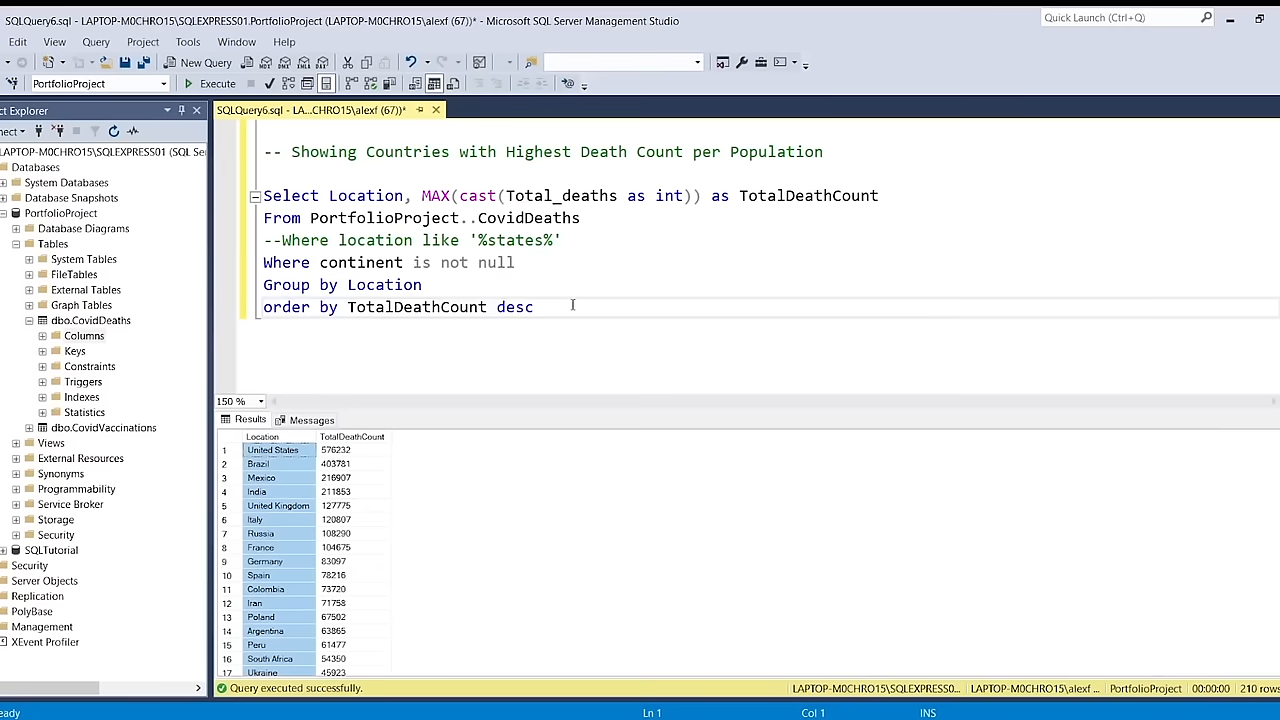 SQLQuery6.sql - LAPTOP-M0CHRO15\SQLEXPRESS01.PortfolioProject (LAPTOP-M0CHRO15\alexf (67))* - Microsoft SQL Server Management Studio
Quick Launch (Ctrl+Q)
Edit View Query Project Tools Window Help
New Query
PortfolioProject
Execute
ct Explorer
SQLQuery6.sql - LA...CHRO15\alexf (67))*
nect
LAPTOP-M0CHRO15\SQLEXPRESS01 (SQL Ser
Databases
System Databases
Database Snapshots
PortfolioProject
Database Diagrams
Tables
System Tables
FileTables
External Tables
Graph Tables
dbo.CovidDeaths
Columns
Keys
Constraints
Triggers
Indexes
Statistics
dbo.CovidVaccinations
Views
External Resources
Synonyms
Programmability
Service Broker
Storage
Security
SQLTutorial
Security
Server Objects
Replication
PolyBase
Management
XEvent Profiler
-- Showing Countries with Highest Death Count per Population
Select Location, MAX(cast(Total_deaths as int)) as TotalDeathCount
From PortfolioProject..CovidDeaths
--Where location like '%states%'
Where continent is not null
Group by Location
order by TotalDeathCount desc
150 %
Results Messages
Location TotalDeathCount
1 United States 576232
2 Brazil 403781
3 Mexico 216907
4 India 211853
5 United Kingdom 127775
6 Italy 120807
7 Russia 108290
8 France 104675
9 Germany 83097
10 Spain 78216
11 Colombia 73720
12 Iran 71758
13 Poland 67502
14 Argentina 63865
15 Peru 61477
16 South Africa 54350
17 Ukraine 45923
Query executed successfully.
LAPTOP-M0CHRO15\SQLEXPRESS0... LAPTOP-M0CHRO15\alexf ... PortfolioProject 00:00:00 210 rows
eady Ln 1 Col 1 INS